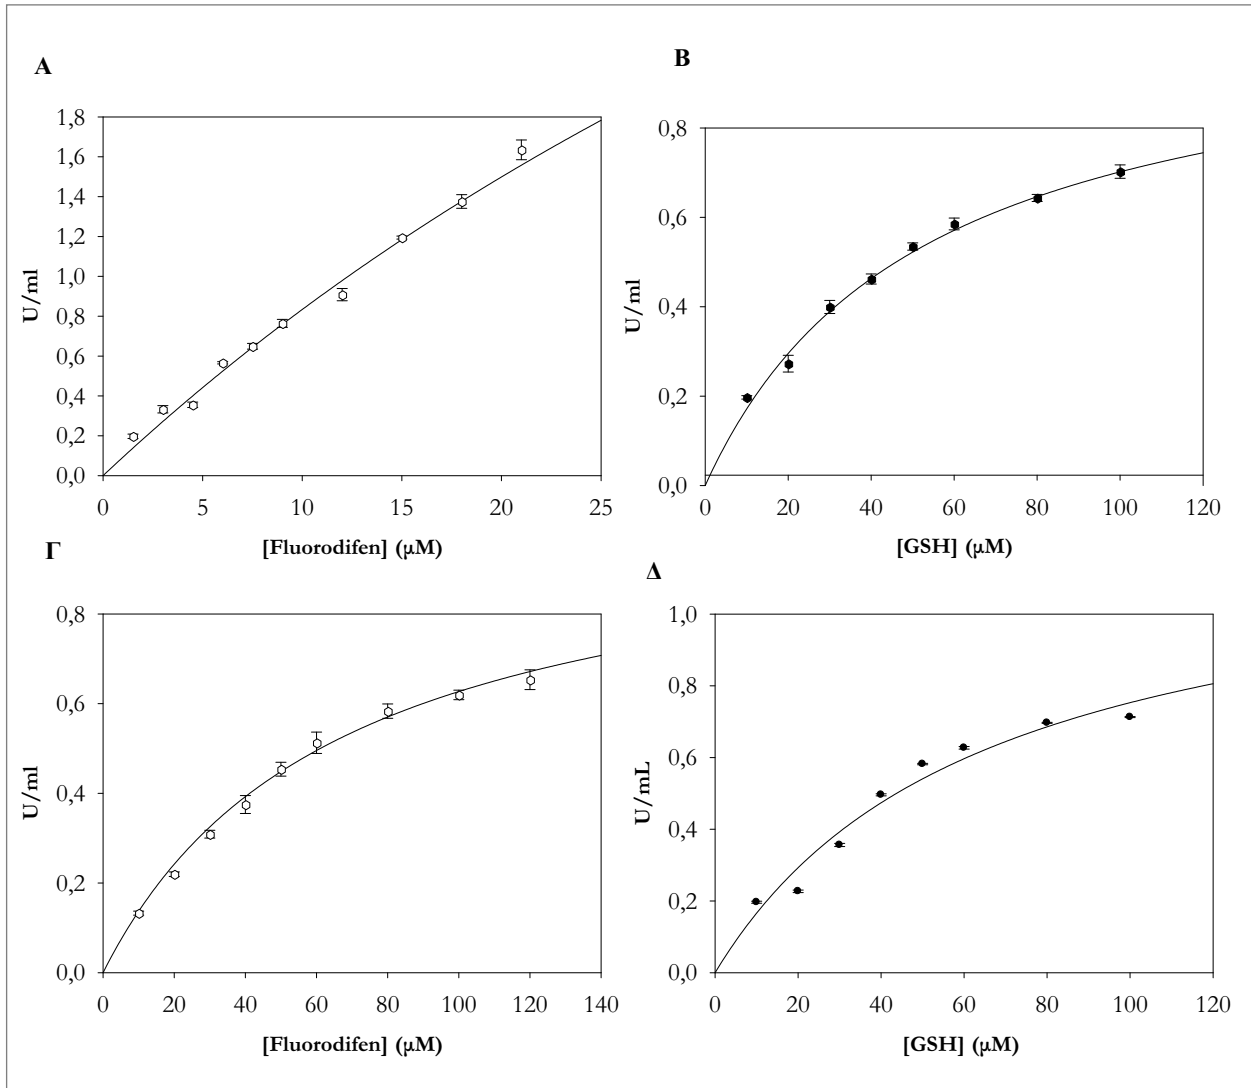 Α
U/ml
1,8
1,6
1,4
1,2
1,0
0,8
0,6
0,4
0,2
0,0
0 5 10 15 20 25
[Fluorodifen] (μM)
Β
U/ml
0,8
0,6
0,4
0,2
0,0
0 20 40 60 80 100 120
[GSH] (μM)
Γ
U/ml
0,8
0,6
0,4
0,2
0,0
0 20 40 60 80 100 120 140
[Fluorodifen] (μM)
Δ
U/mL
1,0
0,8
0,6
0,4
0,2
0,0
0 20 40 60 80 100 120
[GSH] (μM)